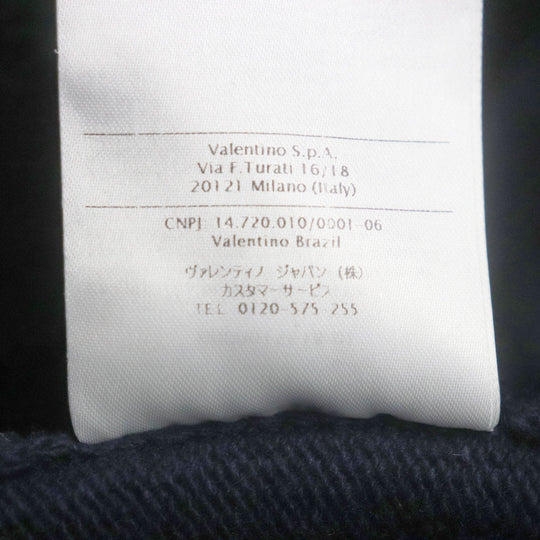 Valentino S.p.A.
Via F.Turati 16/18
20121 Milano (Italy)
CNPJ 14.720.010/0001-06
Valentino Brazil
ヴァレンティノ ジャパン (株)
カスタマーサービス
TEL 0120-575-255